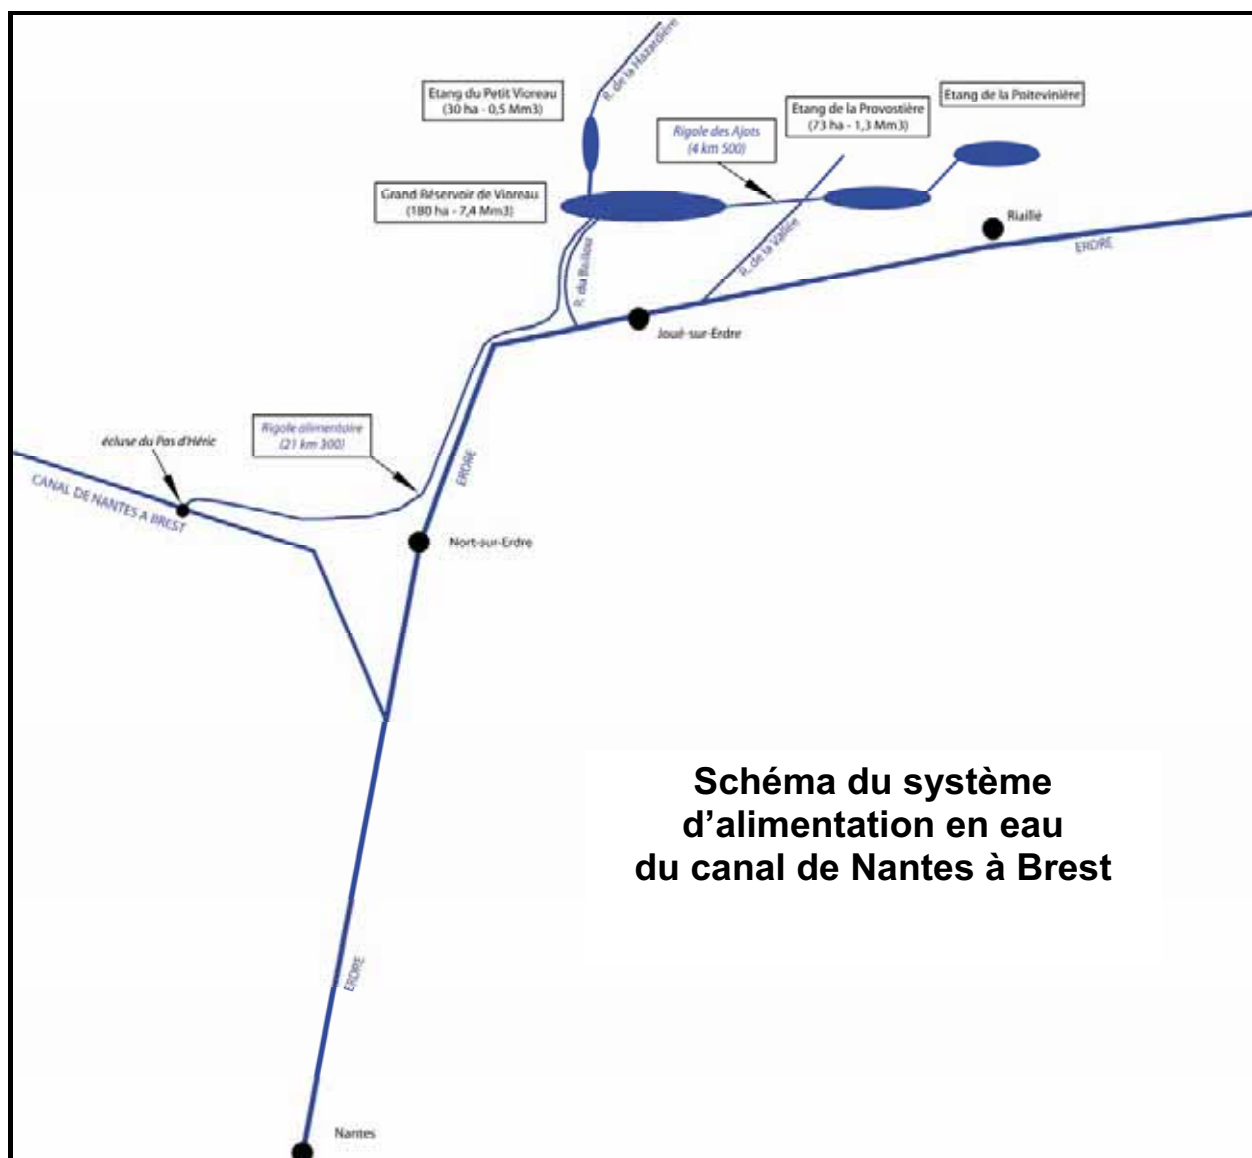 R. de la Hazardière
Etang du Petit Vioreau
(30 ha - 0,5 Mm3)
Etang de la Provostière
(73 ha - 1,3 Mm3)
Etang de la Poitevinière
Rigole des Ajots
(4 km 500)
Grand Réservoir de Vioreau
(180 ha - 7,4 Mm3)
Riaillé
ERDRE
R. de la Vallée
R. du Baillou
Joué-sur-Erdre
Rigole alimentaire
(21 km 300)
écluse du Pas d'Héric
ERDRE
CANAL DE NANTES A BREST
Nort-sur-Erdre
Schéma du système
d’alimentation en eau
du canal de Nantes à Brest
ERDRE
Nantes